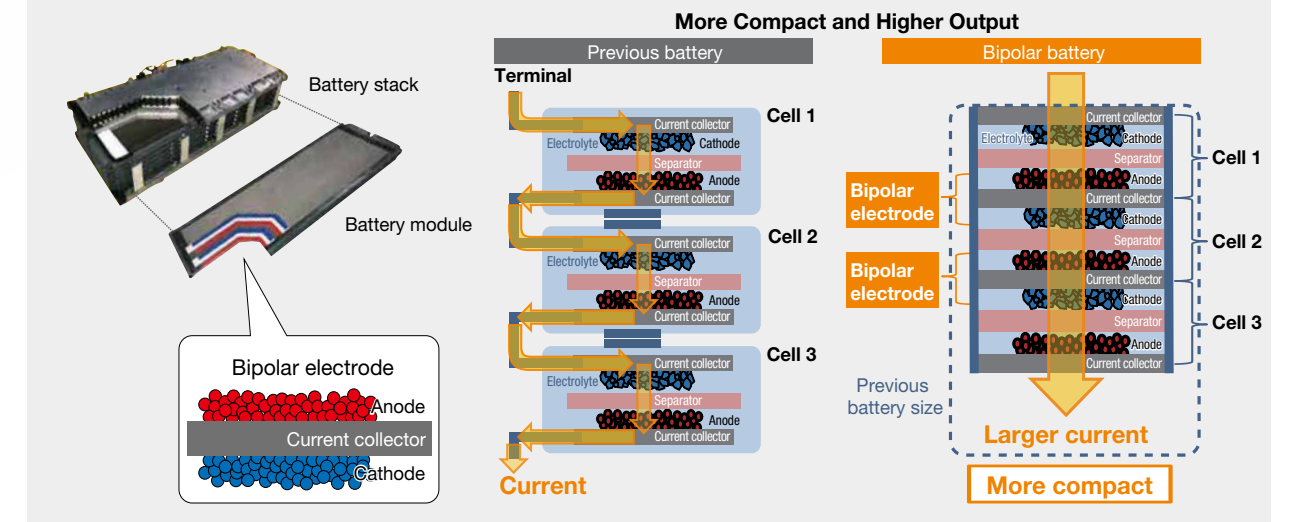 More Compact and Higher Output
Battery stack
Battery module
Bipolar electrode
Anode
Current collector
Cathode
Previous battery
Terminal
Cell 1
Current collector
Electrolyte
Cathode
Separator
Anode
Current collector
Cell 2
Current collector
Electrolyte
Separator
Anode
Current collector
Cell 3
Current collector
Electrolyte
Separator
Anode
Current collector
Current
Bipolar battery
Current collector
Electrolyte
Cathode
Separator
Anode
Current collector
Cathode
Separator
Anode
Current collector
Cathode
Separator
Anode
Current collector
Cell 1
Cell 2
Cell 3
Bipolar
electrode
Bipolar
electrode
Previous
battery size
Larger current
More compact